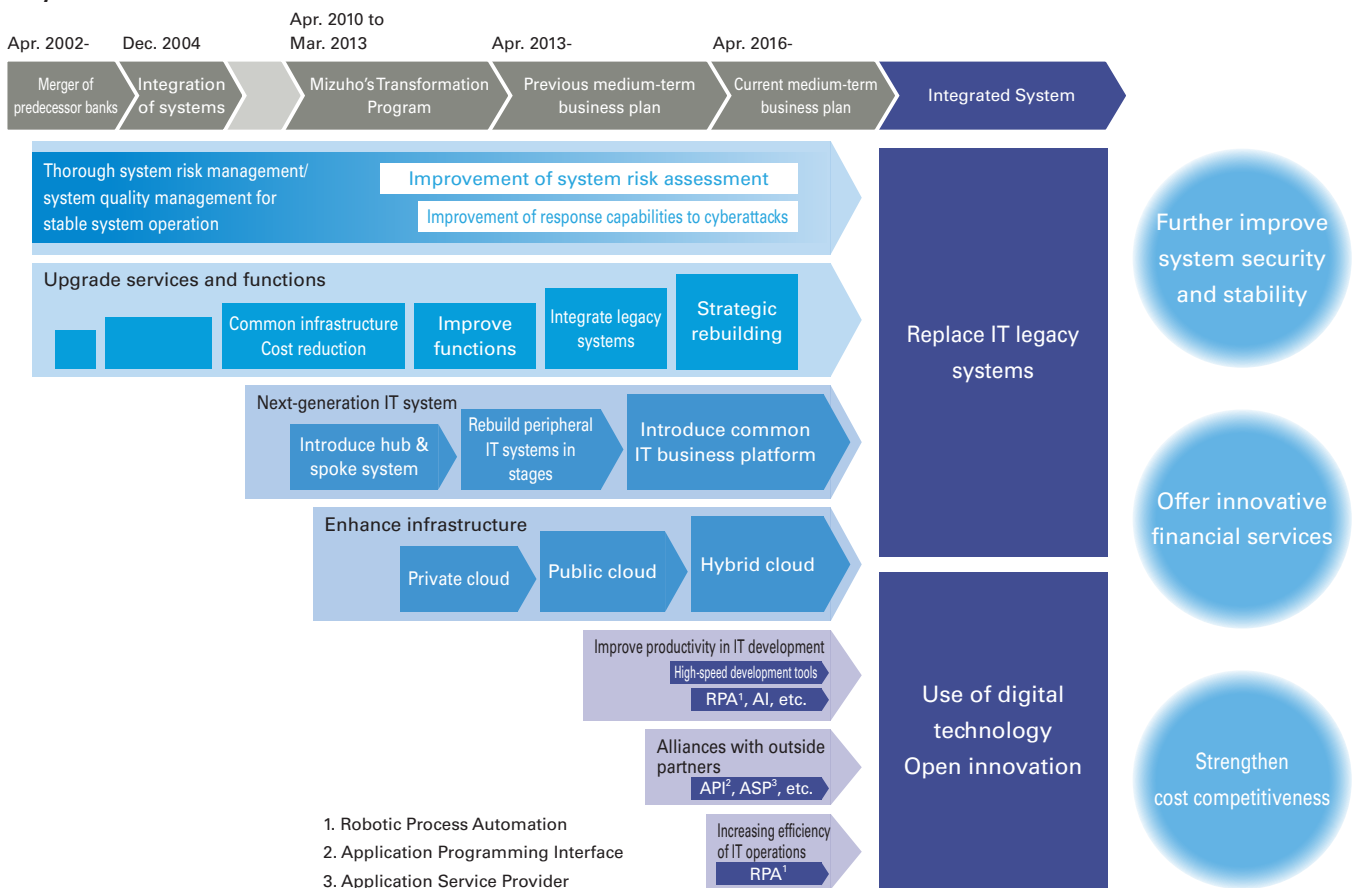 Apr. 2002-
Dec. 2004
Apr. 2010 to
Mar. 2013
Apr. 2013-
Apr. 2016-
Merger of
predecessor banks
Integration
of systems
Mizuho's Transformation
Program
Previous medium-term
business plan
Current medium-term
business plan
Integrated System
Thorough system risk management/
system quality management for
stable system operation
Improvement of system risk assessment
Improvement of response capabilities to cyberattacks
Upgrade services and functions
Common infrastructure
Cost reduction
Improve
functions
Integrate legacy
systems
Strategic
rebuilding
Next-generation IT system
Introduce hub &
spoke system
Rebuild peripheral
IT systems in
stages
Introduce common
IT business platform
Enhance infrastructure
Private cloud
Public cloud
Hybrid cloud
Improve productivity in IT development
High-speed development tools
RPA¹, AI, etc.
Alliances with outside
partners
API², ASP³, etc.
Increasing efficiency
of IT operations
RPA¹
Replace IT legacy
systems
Use of digital
technology
Open innovation
Further improve
system security
and stability
Offer innovative
financial services
Strengthen
cost competitiveness
1. Robotic Process Automation
2. Application Programming Interface
3. Application Service Provider